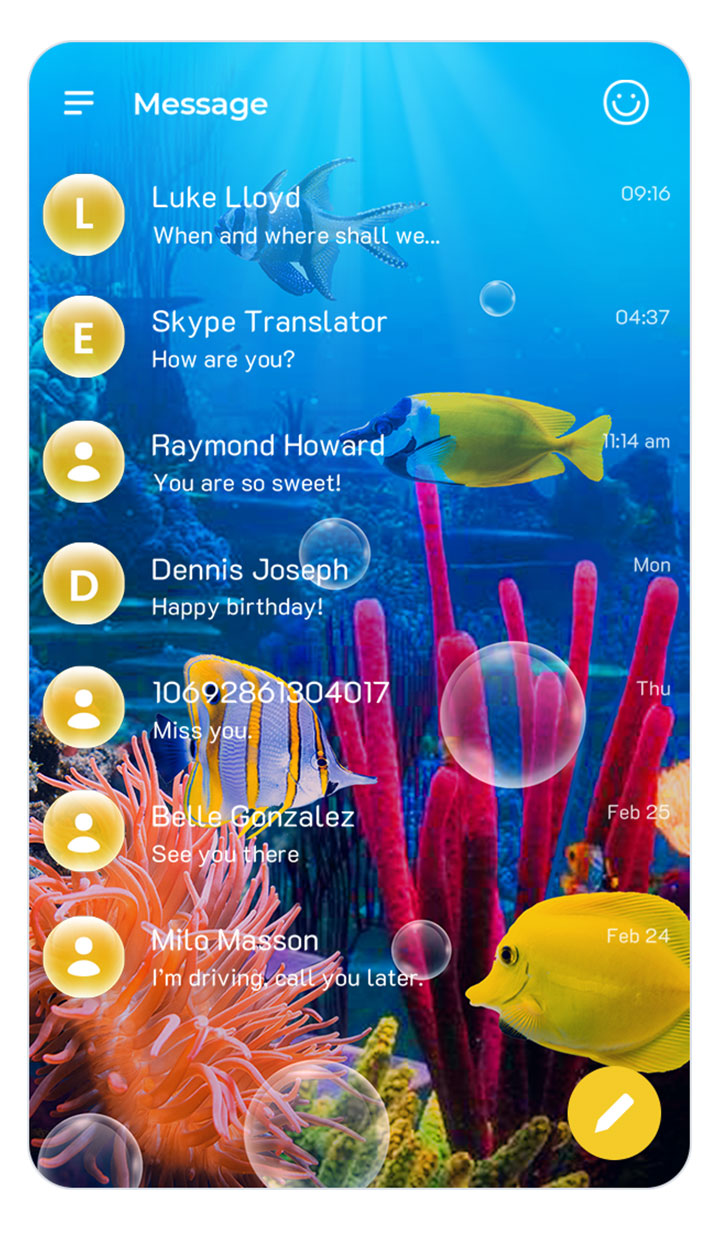 Message
L
Luke Lloyd
09:16
When and where shall we...
E
Skype Translator
04:37
How are you?
Raymond Howard
11:14 am
You are so sweet!
D
Dennis Joseph
Mon
Happy birthday!
10692861304017
Thu
Miss you.
Belle Gonzalez
Feb 25
See you there
Milo Masson
Feb 24
I'm driving, call you later.